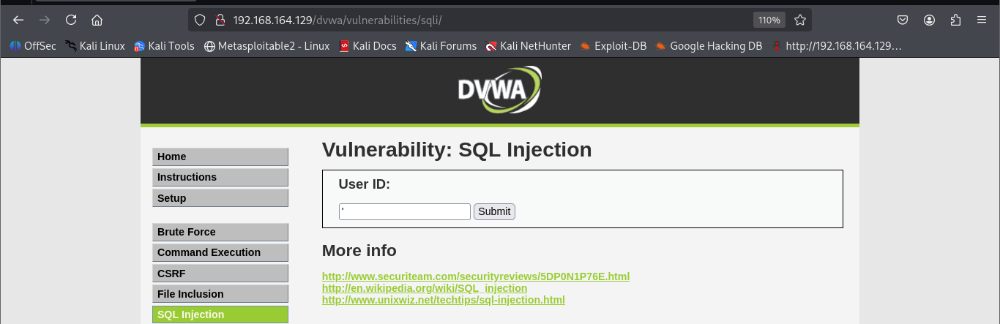 192.168.164.129/dvwa/vulnerabilities/sqli/ 110%
OffSec Kali Linux Kali Tools Metasploitable2 - Linux Kali Docs Kali Forums Kali NetHunter Exploit-DB Google Hacking DB http://192.168.164.129…
DVWA
Home
Instructions
Setup
Brute Force
Command Execution
CSRF
File Inclusion
SQL Injection
Vulnerability: SQL Injection
User ID:
' Submit
More info
http://www.securiteam.com/securityreviews/5DP0N1P76E.html
http://en.wikipedia.org/wiki/SQL_injection
http://www.unixwiz.net/techtips/sql-injection.html